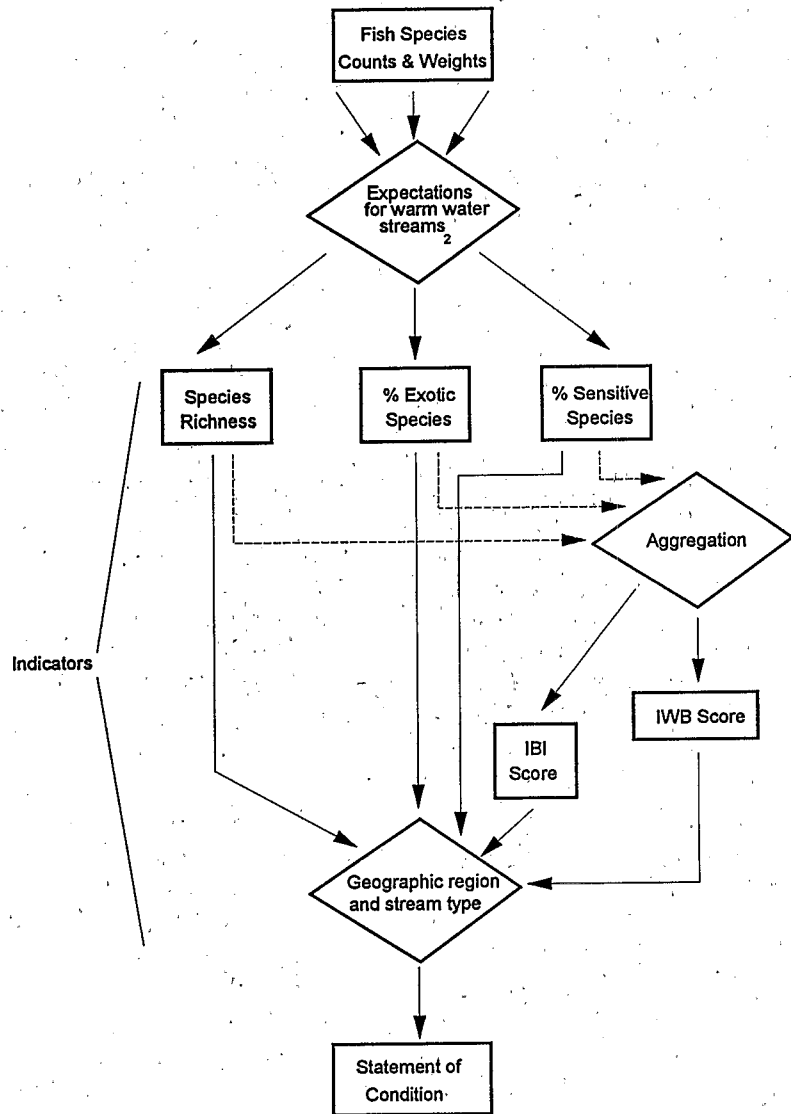 Fish Species
Counts & Weights
Expectations
for warm water
streams
2
Species
Richness
% Exotic
Species
% Sensitive
Species
Aggregation
Indicators
IBI
Score
IWB Score
Geographic region
and stream type
Statement of
Condition